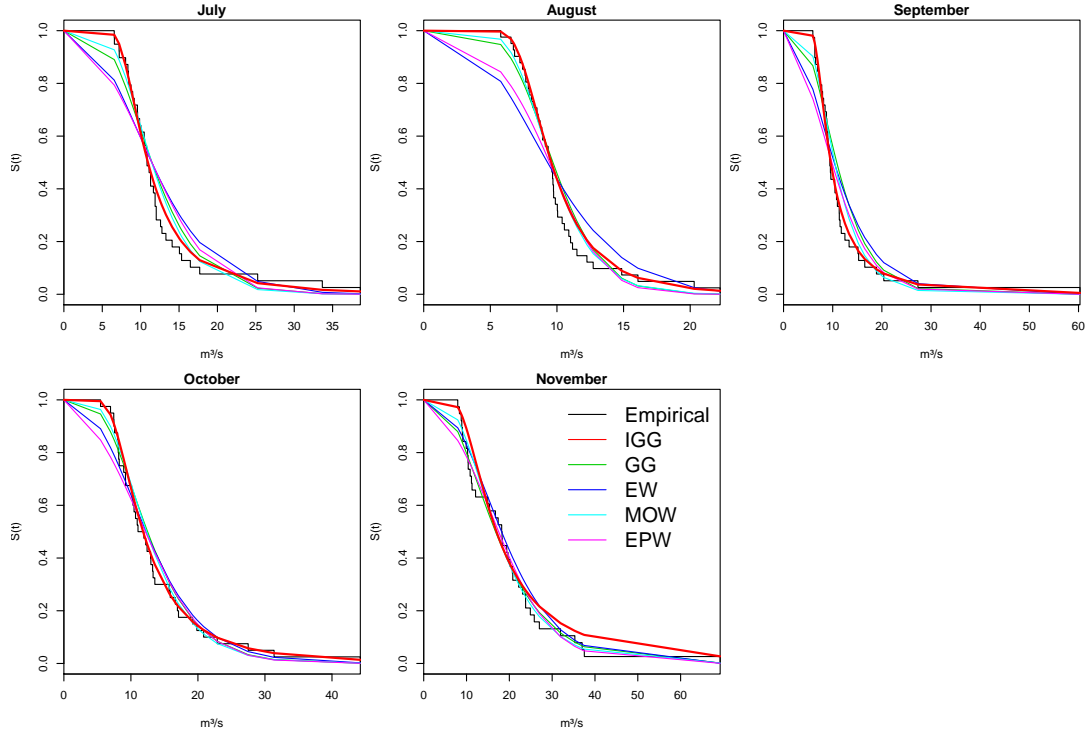 July
August
September
S(t)
1.0
0.8
0.6
0.4
0.2
0.0
0 5 10 15 20 25 30 35
m³/s
S(t)
1.0
0.8
0.6
0.4
0.2
0.0
0 5 10 15 20
m³/s
S(t)
1.0
0.8
0.6
0.4
0.2
0.0
0 10 20 30 40 50 60
m³/s
October
November
S(t)
1.0
0.8
0.6
0.4
0.2
0.0
0 10 20 30 40
m³/s
S(t)
1.0
0.8
0.6
0.4
0.2
0.0
0 10 20 30 40 50 60
m³/s
Empirical
IGG
GG
EW
MOW
EPW